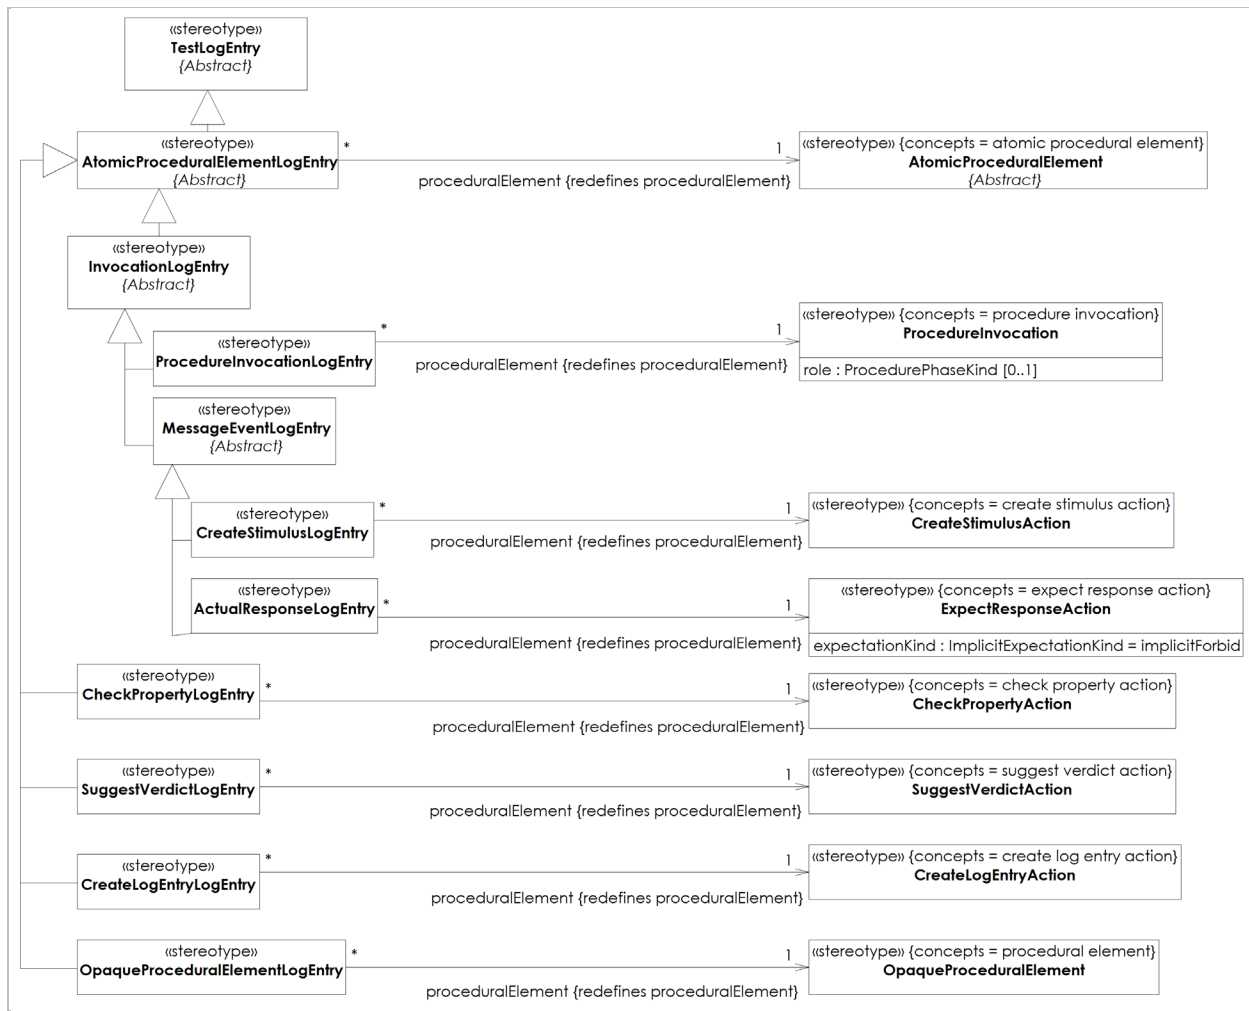 «stereotype»
TestLogEntry
{Abstract}
«stereotype»
AtomicProceduralElementLogEntry
{Abstract}
*
1
proceduralElement {redefines proceduralElement}
«stereotype» {concepts = atomic procedural element}
AtomicProceduralElement
{Abstract}
«stereotype»
InvocationLogEntry
{Abstract}
«stereotype»
ProcedureInvocationLogEntry
*
1
proceduralElement {redefines proceduralElement}
«stereotype» {concepts = procedure invocation}
ProcedureInvocation
role : ProcedurePhaseKind [0..1]
«stereotype»
MessageEventLogEntry
{Abstract}
«stereotype»
CreateStimulusLogEntry
*
1
proceduralElement {redefines proceduralElement}
«stereotype» {concepts = create stimulus action}
CreateStimulusAction
«stereotype»
ActualResponseLogEntry
*
1
proceduralElement {redefines proceduralElement}
«stereotype» {concepts = expect response action}
ExpectResponseAction
expectationKind : ImplicitExpectationKind = implicitForbid
«stereotype»
CheckPropertyLogEntry
*
1
proceduralElement {redefines proceduralElement}
«stereotype» {concepts = check property action}
CheckPropertyAction
«stereotype»
SuggestVerdictLogEntry
*
1
proceduralElement {redefines proceduralElement}
«stereotype» {concepts = suggest verdict action}
SuggestVerdictAction
«stereotype»
CreateLogEntryLogEntry
*
1
proceduralElement {redefines proceduralElement}
«stereotype» {concepts = create log entry action}
CreateLogEntryAction
«stereotype»
OpaqueProceduralElementLogEntry
*
1
proceduralElement {redefines proceduralElement}
«stereotype» {concepts = procedural element}
OpaqueProceduralElement